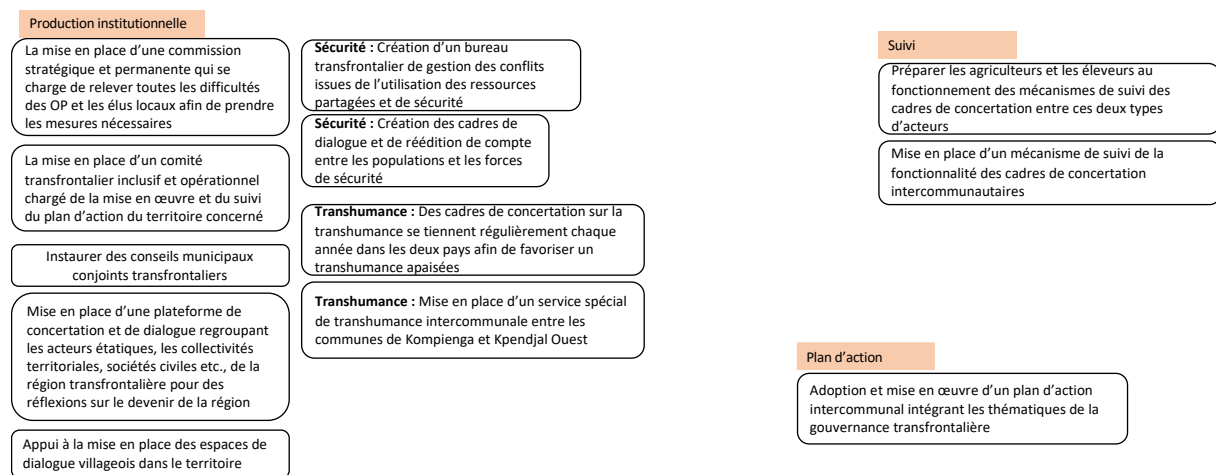 Production institutionnelle
La mise en place d’une commission
stratégique et permanente qui se
charge de relever toutes les difficultés
des OP et les élus locaux afin de prendre
les mesures nécessaires
La mise en place d’un comité
transfrontalier inclusif et opérationnel
chargé de la mise en œuvre et du suivi
du plan d’action du territoire concerné
Instaurer des conseils municipaux
conjoints transfrontaliers
Mise en place d’une plateforme de
concertation et de dialogue regroupant
les acteurs étatiques, les collectivités
territoriales, sociétés civiles etc., de la
région transfrontalière pour des
réflexions sur le devenir de la région
Appui à la mise en place des espaces de
dialogue villageois dans le territoire
Sécurité : Création d’un bureau
transfrontalier de gestion des conflits
issues de l’utilisation des ressources
partagées et de sécurité
Sécurité : Création des cadres de
dialogue et de réédition de compte
entre les populations et les forces
de sécurité
Transhumance : Des cadres de concertation sur la
transhumance se tiennent régulièrement chaque
année dans les deux pays afin de favoriser un
transhumance apaisées
Transhumance : Mise en place d’un service spécial
de transhumance intercommunale entre les
communes de Kompienga et Kpendjal Ouest
Suivi
Préparer les agriculteurs et les éleveurs au
fonctionnement des mécanismes de suivi des
cadres de concertation entre ces deux types
d’acteurs
Mise en place d’un mécanisme de suivi de la
fonctionnalité des cadres de concertation
intercommunautaires
Plan d’action
Adoption et mise en œuvre d’un plan d’action
intercommunal intégrant les thématiques de la
gouvernance transfrontalière